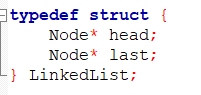 typedef struct {
    Node* head;
    Node* last;
} LinkedList;